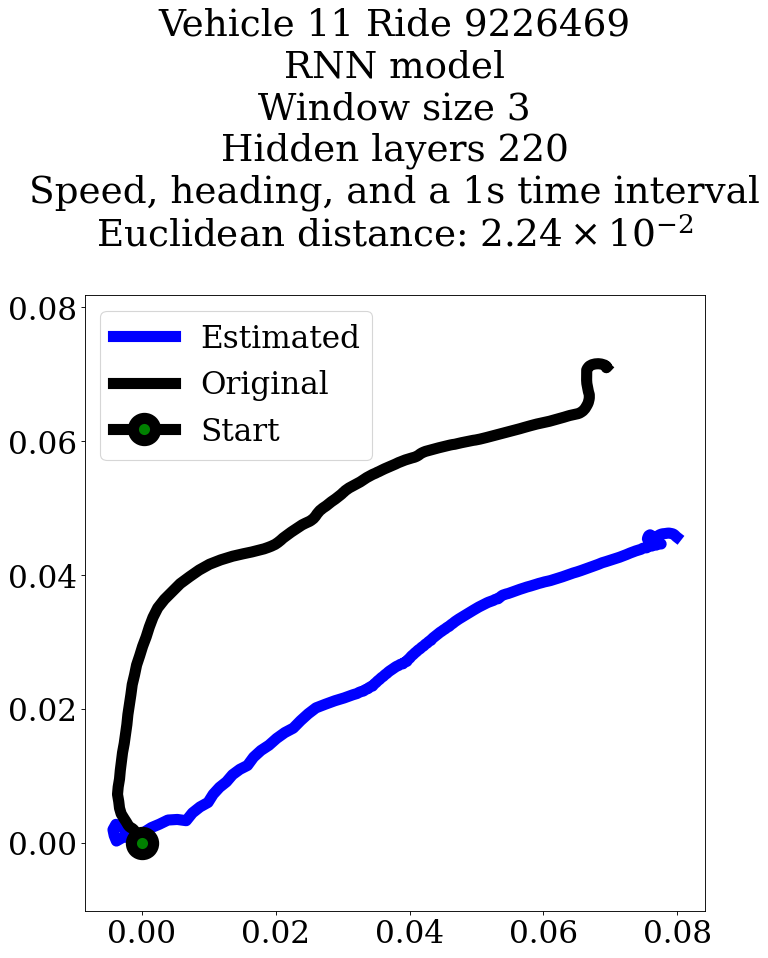 Vehicle 11 Ride 9226469
RNN model
Window size 3
Hidden layers 220
Speed, heading, and a 1s time interval
Euclidean distance: 2.24 × 10⁻²
Estimated
Original
Start
0.08
0.06
0.04
0.02
0.00
0.00 0.02 0.04 0.06 0.08